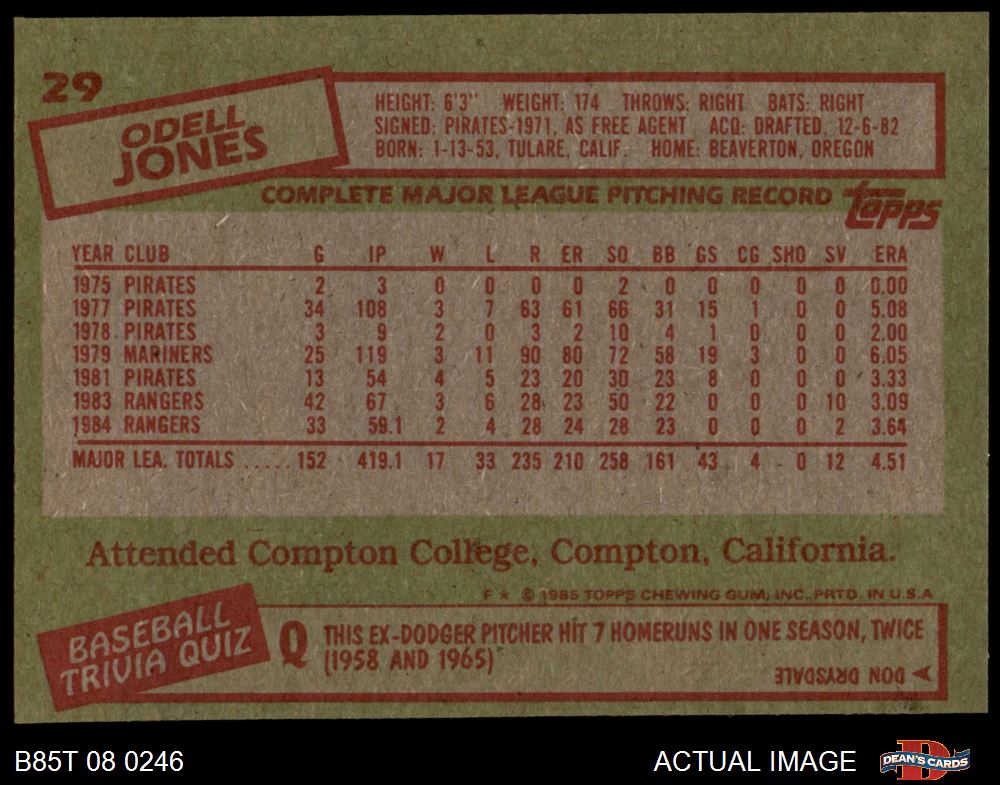 29
ODELL
JONES
HEIGHT: 6'3" WEIGHT: 174 THROWS: RIGHT BATS: RIGHT
SIGNED: PIRATES-1971, AS FREE AGENT ACQ: DRAFTED, 12-6-82
BORN: 1-13-53, TULARE, CALIF. HOME: BEAVERTON, OREGON
COMPLETE MAJOR LEAGUE PITCHING RECORD topps
YEAR CLUB G IP W L R ER SO BB GS CG SHO SV ERA
1975 PIRATES 2 3 0 0 0 0 2 0 0 0 0 0 0.00
1977 PIRATES 34 108 3 7 63 61 66 31 15 1 0 0 5.08
1978 PIRATES 3 9 2 0 3 2 10 4 1 0 0 0 2.00
1979 MARINERS 25 119 3 11 90 80 72 58 19 3 0 0 6.05
1981 PIRATES 13 54 4 5 23 20 30 23 8 0 0 0 3.33
1983 RANGERS 42 67 3 6 28 23 50 22 0 0 0 10 3.09
1984 RANGERS 33 59.1 2 4 28 24 28 23 0 0 0 2 3.64
MAJOR LEA. TOTALS ..... 152 419.1 17 33 235 210 258 161 43 4 0 12 4.51
Attended Compton College, Compton, California.
F ★ © 1985 TOPPS CHEWING GUM, INC. PRTD. IN U.S.A
BASEBALL
TRIVIA QUIZ
Q THIS EX-DODGER PITCHER HIT 7 HOMERUNS IN ONE SEASON, TWICE
(1958 AND 1965)
DON DRYSDALE
B85T 08 0246 ACTUAL IMAGE DEAN'S CARDS